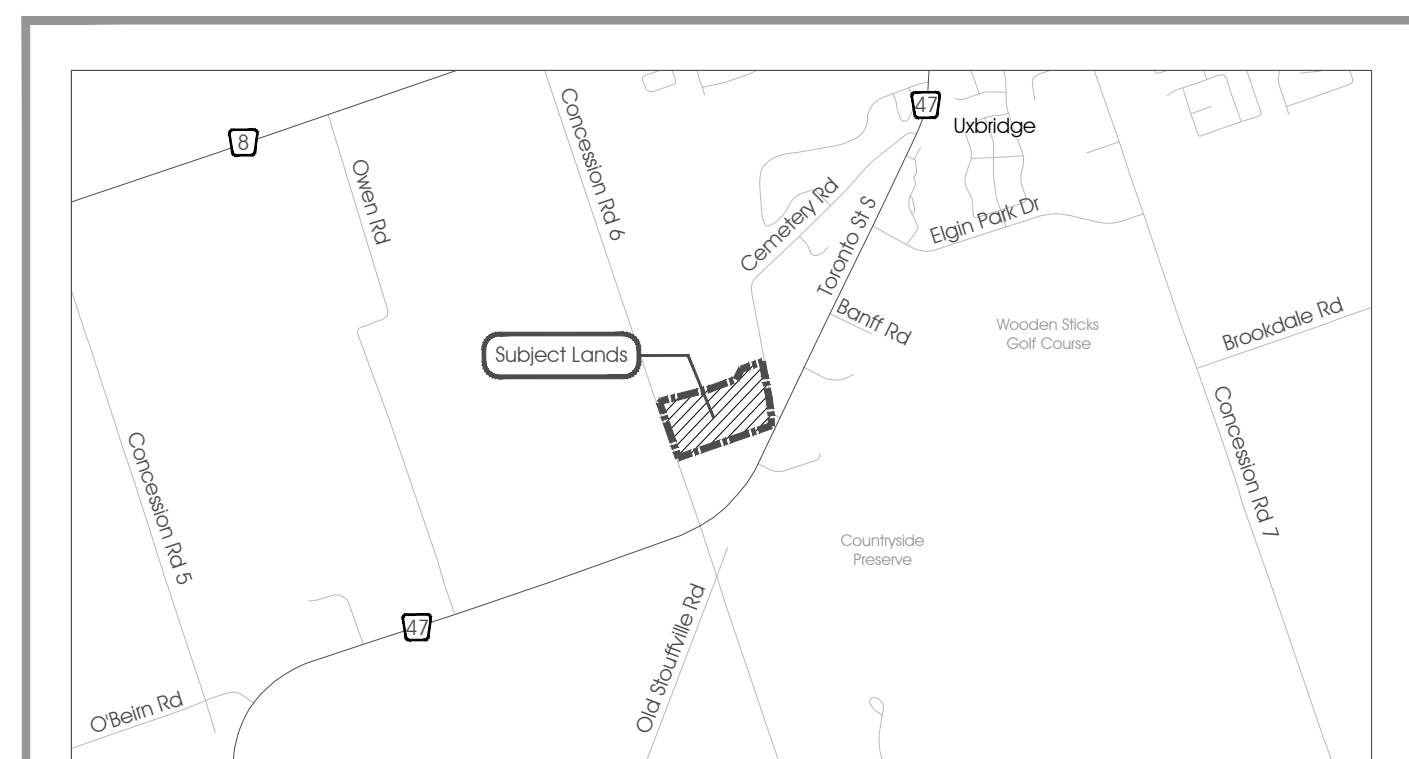 47
Uxbridge
8
Concession Rd 6
Owen Rd
Cemetery Rd
Toronto St S
Elgin Park Dr
Banff Rd
Wooden Sticks
Golf Course
Brookdale Rd
Subject Lands
Concession Rd 7
Concession Rd 5
Countryside
Preserve
47
Old Stouffville Rd
O'Beirn Rd